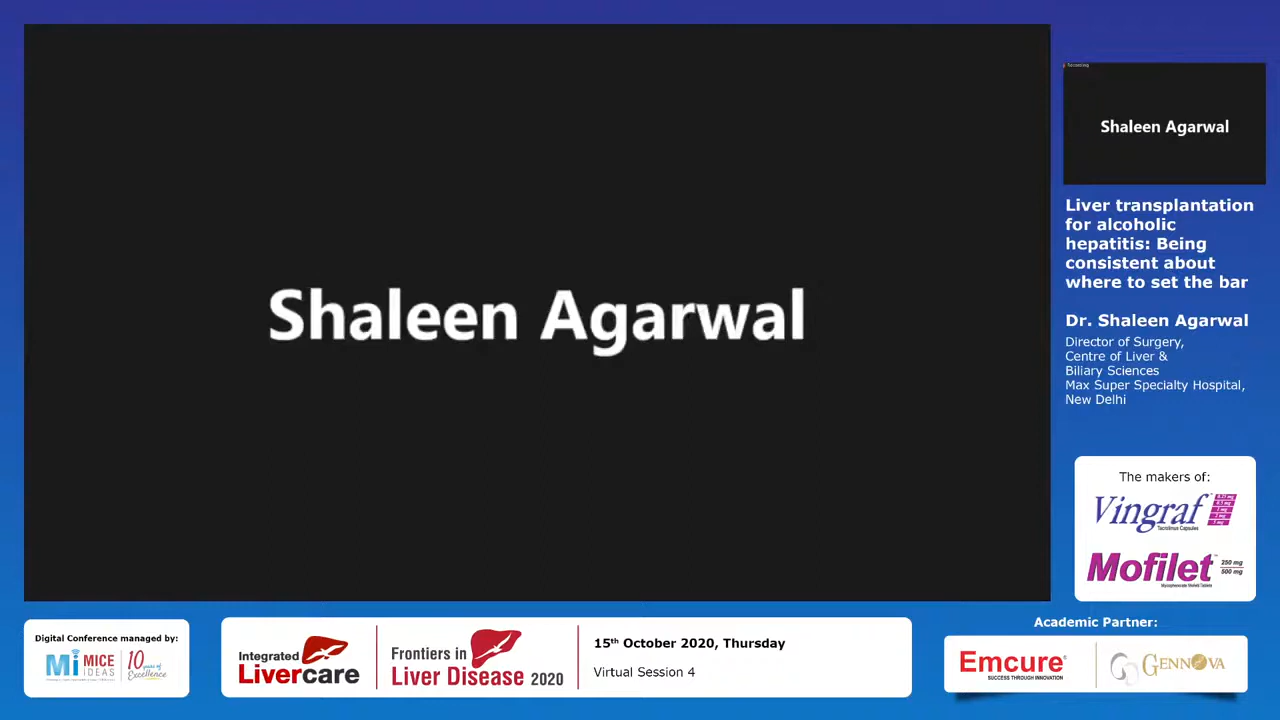 Shaleen Agarwal
Recording
Shaleen Agarwal
Liver transplantation
for alcoholic
hepatitis: Being
consistent about
where to set the bar
Dr. Shaleen Agarwal
Director of Surgery,
Centre of Liver &
Biliary Sciences
Max Super Specialty Hospital,
New Delhi
The makers of:
Vingraf
Tacrolimus Capsules
Mofilet
250 mg
500 mg
Mycophenolate Mofetil Tablets
Digital Conference managed by:
Mi MICE IDEAS
10 years of Excellence
Integrated
Livercare
Frontiers in
Liver Disease 2020
15th October 2020, Thursday
Virtual Session 4
Academic Partner:
Emcure®
SUCCESS THROUGH INNOVATION
GENNOVA